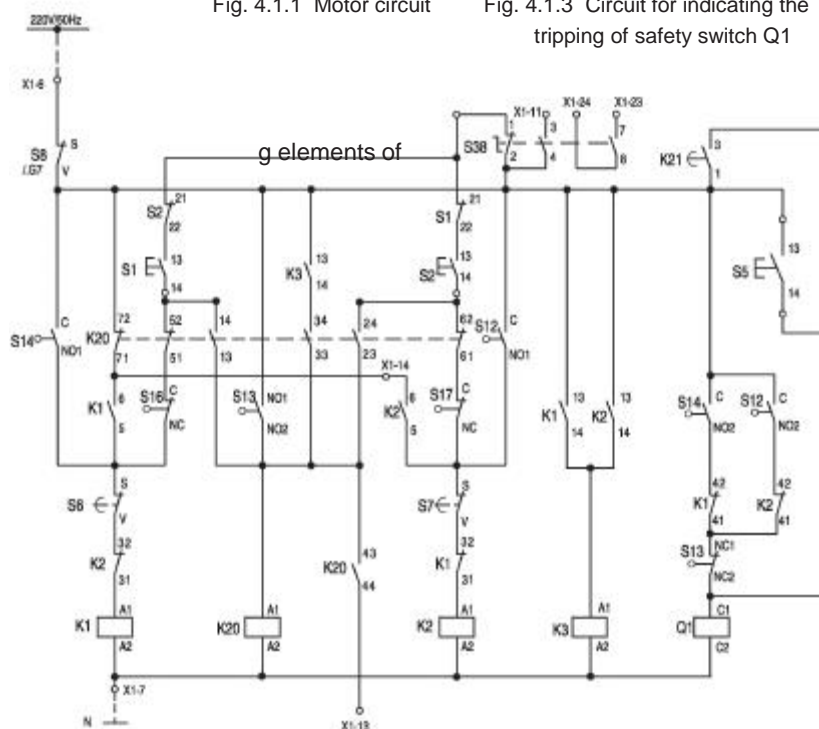 Fig. 4.1.1 Motor circuit
Fig. 4.1.3 Circuit for indicating the
tripping of safety switch Q1
220V/50Hz
X1-6
X1-11 X1-24 X1-23
1 3 7
S38
2 4 8
S S8 V
g elements of
K21 3 1
S2 21 22
S1 21 22
S1 13 14
K3 13 14
S2 13 14
S5 13 14
S14 C NO1
K20 72 71
52 51
14 13
34 33
24 23
62 61
S12 C NO1
X1-14
K1 6 5
S16 C NC
S13 NO1 NO2
K2 6 5
S17 C NC
K1 13 14
K2 13 14
S14 C NO2
S12 C NO2
S6 S V
S7 S V
K1 42 41
K2 42 41
K2 32 31
K20 43 44
K1 32 31
S13 NC1 NC2
K1 A1 A2
K20 A1 A2
K2 A1 A2
K3 A1 A2
Q1 C1 C2
X1-7
N
X1-13